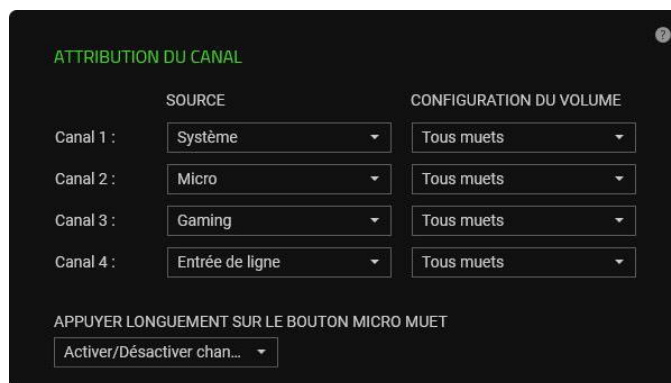 ?
ATTRIBUTION DU CANAL
SOURCE CONFIGURATION DU VOLUME
Canal 1 : Système Tous muets
Canal 2 : Micro Tous muets
Canal 3 : Gaming Tous muets
Canal 4 : Entrée de ligne Tous muets
APPUYER LONGUEMENT SUR LE BOUTON MICRO MUET
Activer/Désactiver chan...